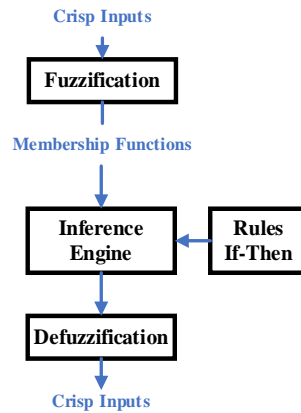 Crisp Inputs
Fuzzification
Membership Functions
Inference
Engine
Rules
If-Then
Defuzzification
Crisp Inputs